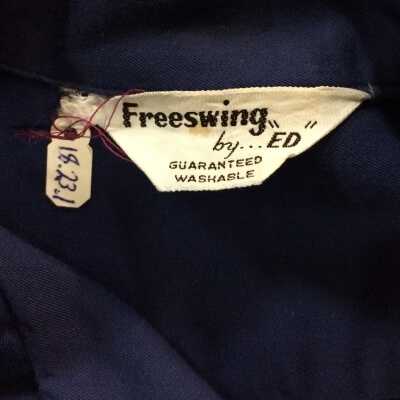 Freeswing
by... "ED"
GUARANTEED
WASHABLE
18.23.1